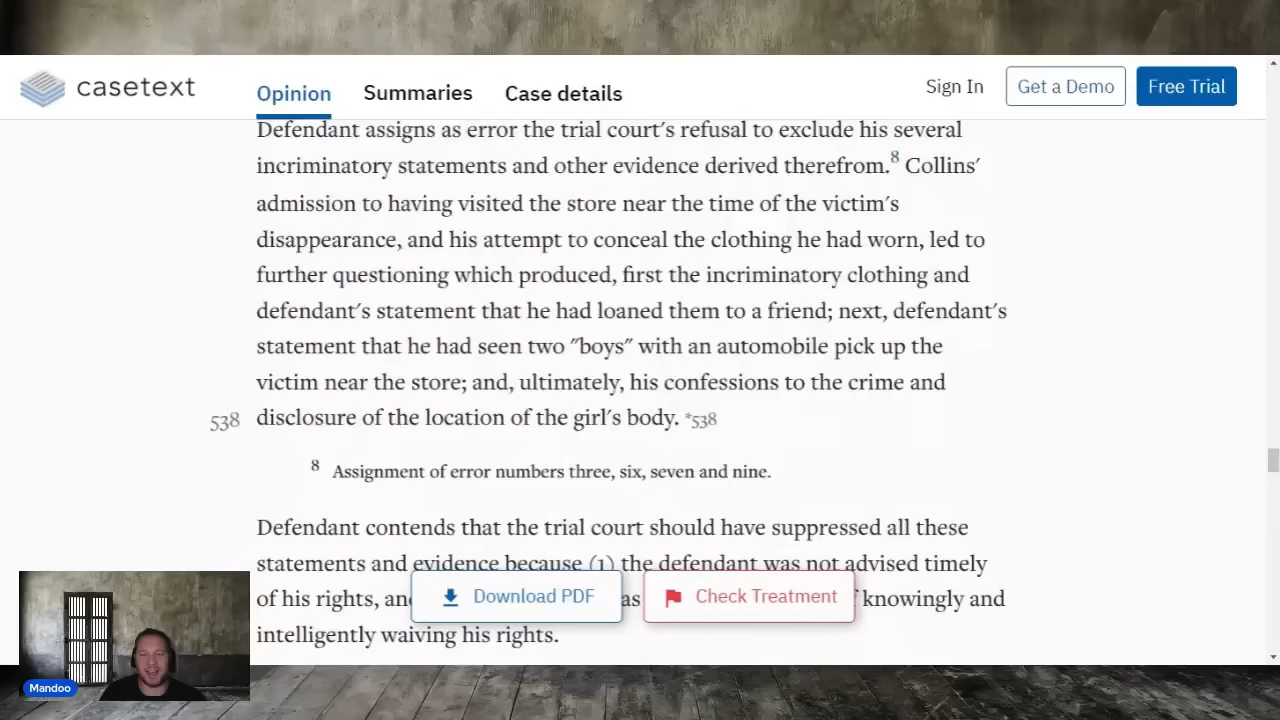 casetext
Opinion Summaries Case details
Sign In Get a Demo Free Trial
Defendant assigns as error the trial court's refusal to exclude his several
incriminatory statements and other evidence derived therefrom.8 Collins'
admission to having visited the store near the time of the victim's
disappearance, and his attempt to conceal the clothing he had worn, led to
further questioning which produced, first the incriminatory clothing and
defendant's statement that he had loaned them to a friend; next, defendant's
statement that he had seen two "boys" with an automobile pick up the
victim near the store; and, ultimately, his confessions to the crime and
538 disclosure of the location of the girl's body. *538
8 Assignment of error numbers three, six, seven and nine.
Defendant contends that the trial court should have suppressed all these
statements and evidence because (1) the defendant was not advised timely
of his rights, an as f knowingly and
Download PDF Check Treatment
intelligently waiving his rights.
Mandoo